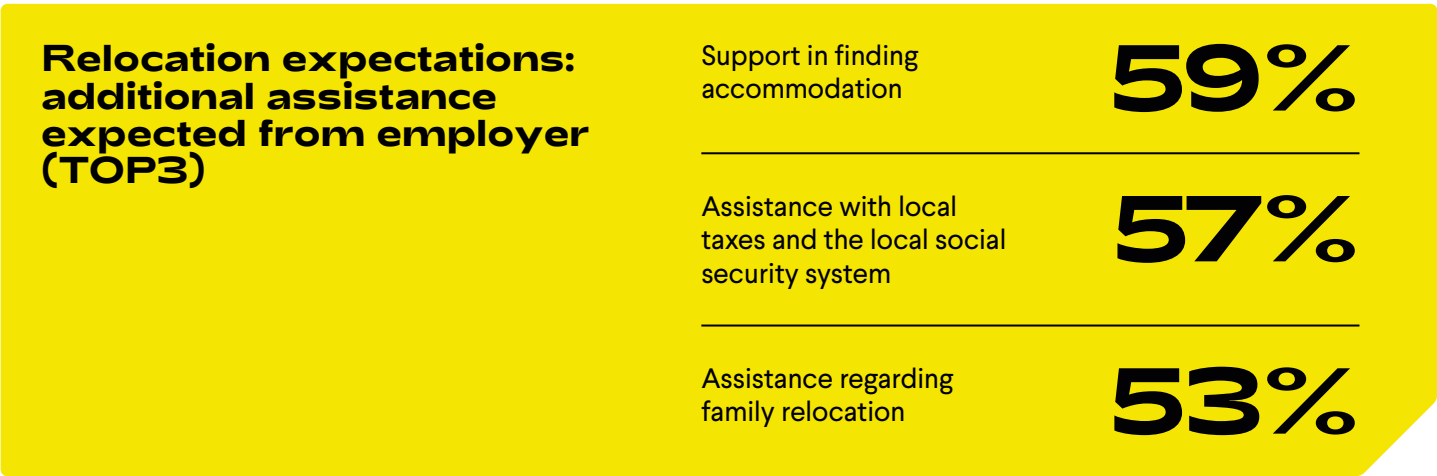 Relocation expectations:
additional assistance
expected from employer
(TOP3)
Support in finding
accommodation
59%
Assistance with local
taxes and the local social
security system
57%
Assistance regarding
family relocation
53%